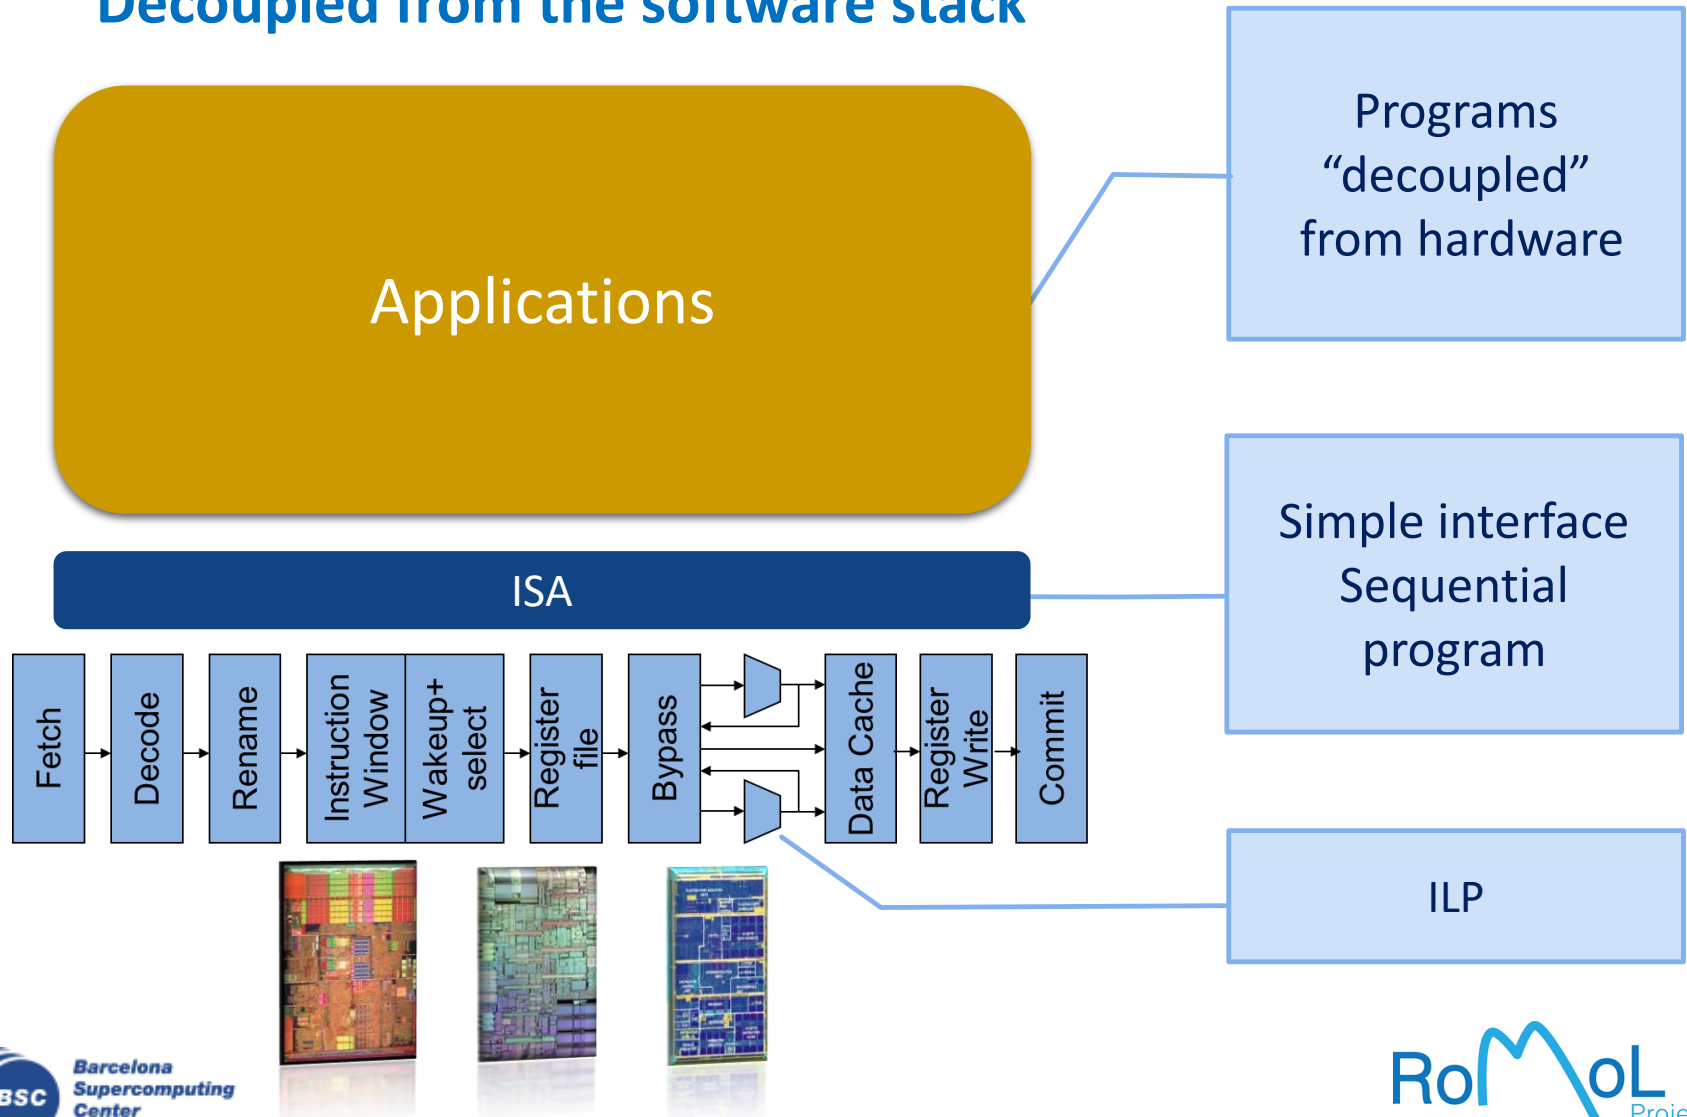 Decoupled from the software stack
Applications
Programs
“decoupled”
from hardware
ISA
Simple interface
Sequential
program
Fetch
Decode
Rename
Instruction
Window
Wakeup+
select
Register
file
Bypass
Data Cache
Register
Write
Commit
ILP
BSC
Barcelona
Supercomputing
Center
RoMoL